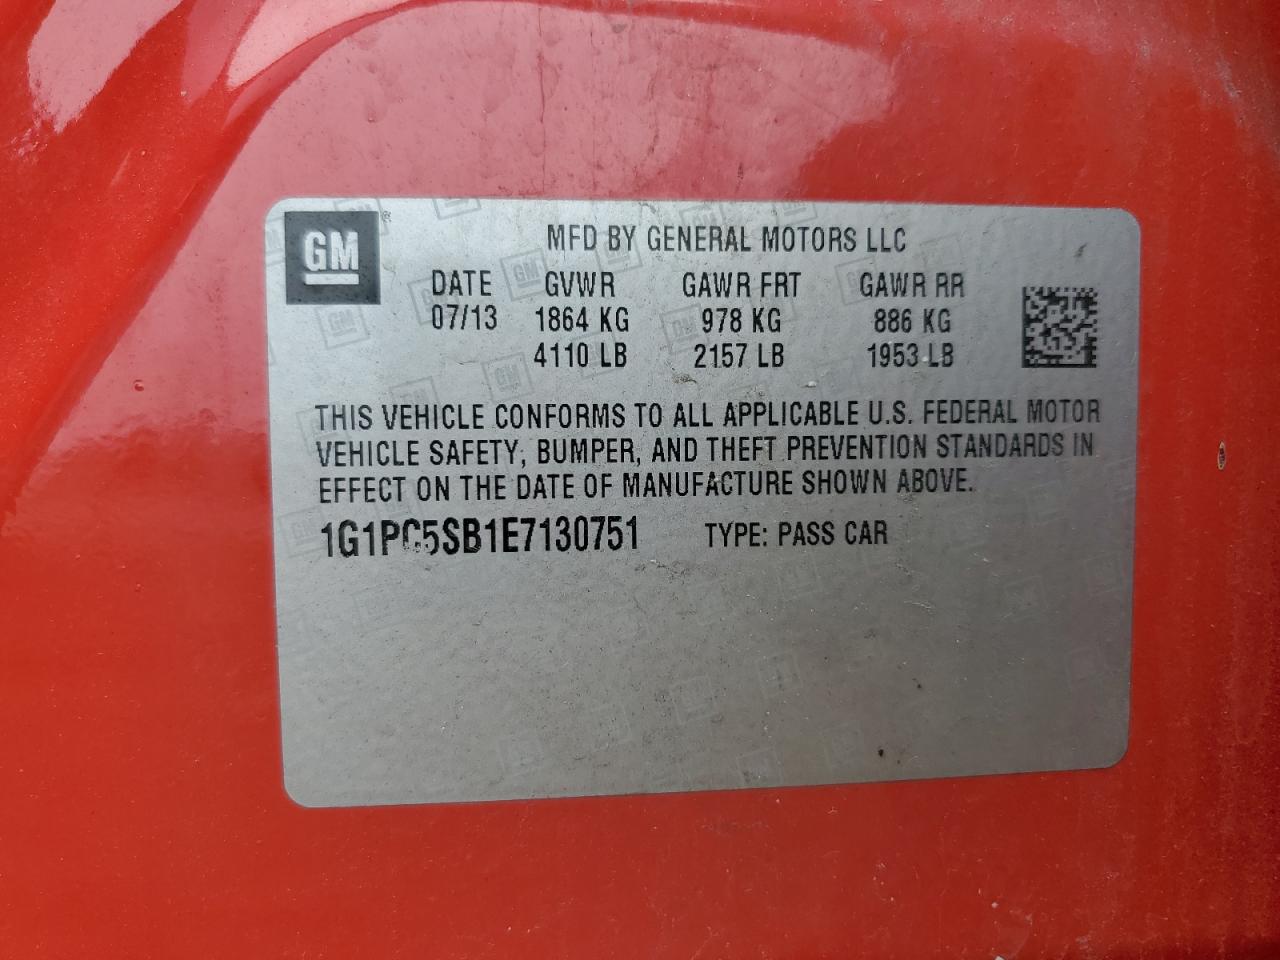 GM ®
MFD BY GENERAL MOTORS LLC
DATE GVWR GAWR FRT GAWR RR
07/13 1864 KG 978 KG 886 KG
4110 LB 2157 LB 1953 LB
THIS VEHICLE CONFORMS TO ALL APPLICABLE U.S. FEDERAL MOTOR
VEHICLE SAFETY, BUMPER, AND THEFT PREVENTION STANDARDS IN
EFFECT ON THE DATE OF MANUFACTURE SHOWN ABOVE.
1G1PC5SB1E7130751 TYPE: PASS CAR